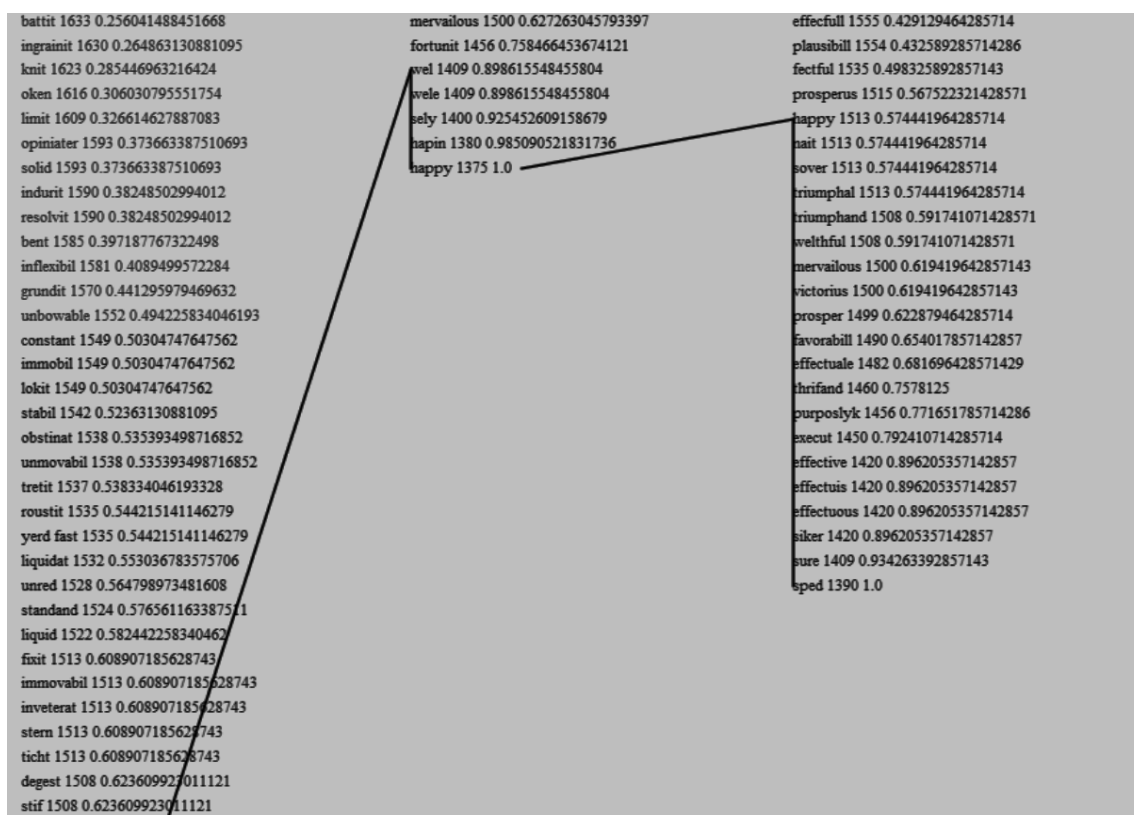 battit 1633 0.256041488451668
ingrainit 1630 0.264863130881095
knit 1623 0.285446963216424
oken 1616 0.306030795551754
limit 1609 0.326614627887083
opiniater 1593 0.373663387510693
solid 1593 0.373663387510693
indurit 1590 0.38248502994012
resolvit 1590 0.38248502994012
bent 1585 0.397187767322498
inflexibil 1581 0.4089499572284
grundit 1570 0.441295979469632
unbowable 1552 0.494225834046193
constant 1549 0.50304747647562
immobil 1549 0.50304747647562
lokit 1549 0.50304747647562
stabil 1542 0.52363130881095
obstinat 1538 0.535393498716852
unmovabil 1538 0.535393498716852
tretit 1537 0.538334046193328
roustit 1535 0.544215141146279
yerd fast 1535 0.544215141146279
liquidat 1532 0.553036783575706
unred 1528 0.564798973481608
standand 1524 0.576561163387511
liquid 1522 0.582442258340462
fixit 1513 0.608907185628743
immovabil 1513 0.608907185628743
inveterat 1513 0.608907185628743
stern 1513 0.608907185628743
ticht 1513 0.608907185628743
degest 1508 0.623609923011121
stif 1508 0.623609923011121
mervailous 1500 0.627263045793397
fortunit 1456 0.758466453674121
wel 1409 0.898615548455804
wele 1409 0.898615548455804
sely 1400 0.925452609158679
hapin 1380 0.985090521831736
happy 1375 1.0
effecfull 1555 0.429129464285714
plausibill 1554 0.432589285714286
fectful 1535 0.498325892857143
prosperus 1515 0.567522321428571
happy 1513 0.574441964285714
hait 1513 0.574441964285714
sover 1513 0.574441964285714
triumphal 1513 0.574441964285714
triumphand 1508 0.591741071428571
welthful 1508 0.591741071428571
mervailous 1500 0.619419642857143
victorius 1500 0.619419642857143
prosper 1499 0.622879464285714
favorabill 1490 0.654017857142857
effectuale 1482 0.681696428571429
thrifand 1460 0.7578125
purposlyk 1456 0.771651785714286
execut 1450 0.792410714285714
effective 1420 0.896205357142857
effectuis 1420 0.896205357142857
effectuous 1420 0.896205357142857
siker 1420 0.896205357142857
sure 1409 0.934263392857143
sped 1390 1.0